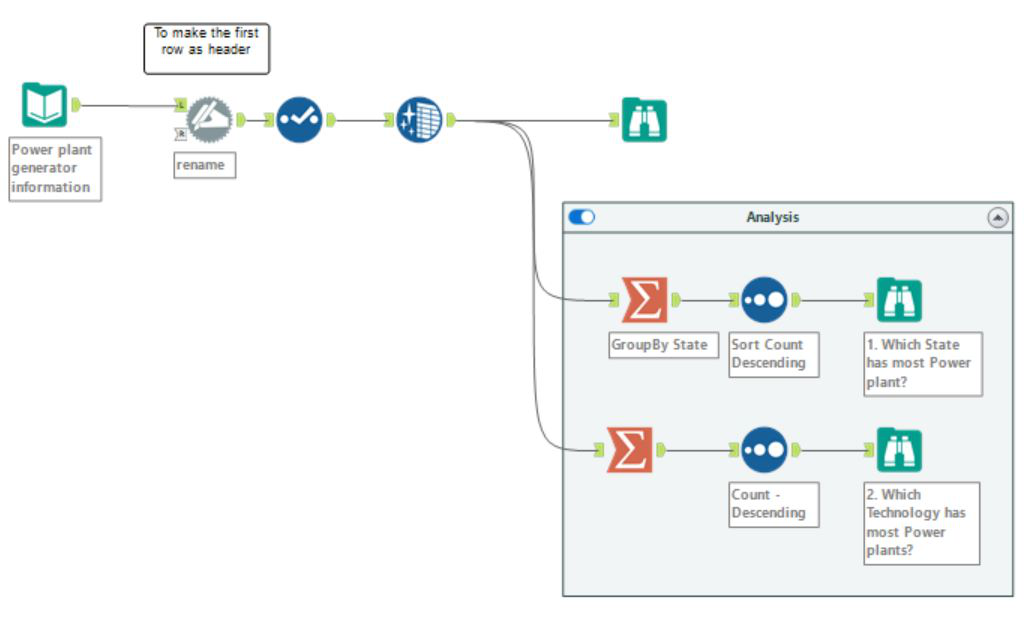 To make the first
row as header
L
R
Power plant
generator
information
rename
Analysis
GroupBy State
Sort Count
Descending
1. Which State
has most Power
plant?
Count -
Descending
2. Which
Technology has
most Power
plants?